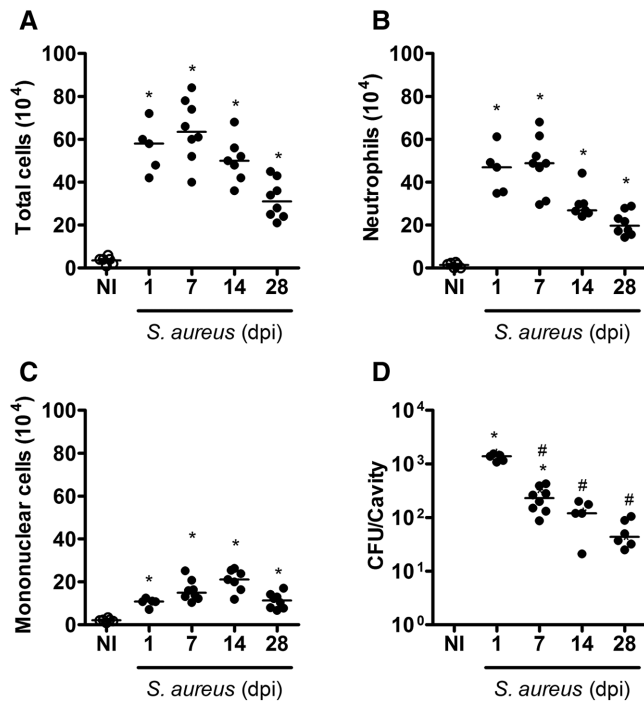 A
Total cells (10⁴)
100
80
60
40
20
0
* * * *
NI 1 7 14 28
S. aureus (dpi)
B
Neutrophils (10⁴)
100
80
60
40
20
0
* * * *
NI 1 7 14 28
S. aureus (dpi)
C
Mononuclear cells (10⁴)
100
80
60
40
20
0
* * * *
NI 1 7 14 28
S. aureus (dpi)
D
CFU/Cavity
10⁴
10³
10²
10¹
10⁰
* # # #
*
NI 1 7 14 28
S. aureus (dpi)